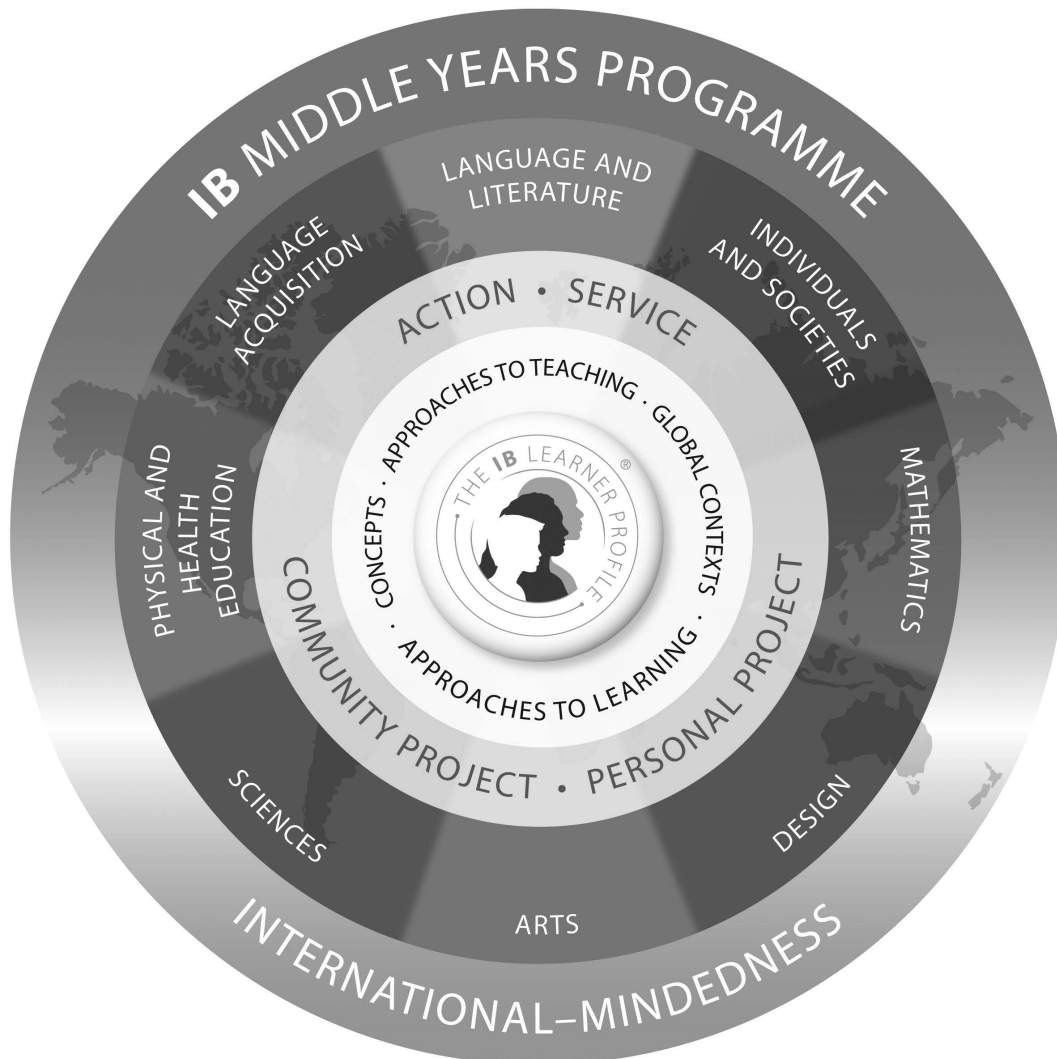 IB MIDDLE YEARS PROGRAMME
LANGUAGE AND
LITERATURE
INDIVIDUALS
AND SOCIETIES
MATHEMATICS
DESIGN
ARTS
SCIENCES
PHYSICAL AND
HEALTH
EDUCATION
LANGUAGE
ACQUISITION
ACTION · SERVICE
COMMUNITY PROJECT · PERSONAL PROJECT
APPROACHES TO TEACHING · GLOBAL CONTEXTS ·
APPROACHES TO LEARNING · CONCEPTS ·
· THE IB LEARNER PROFILE · ®
INTERNATIONAL–MINDEDNESS